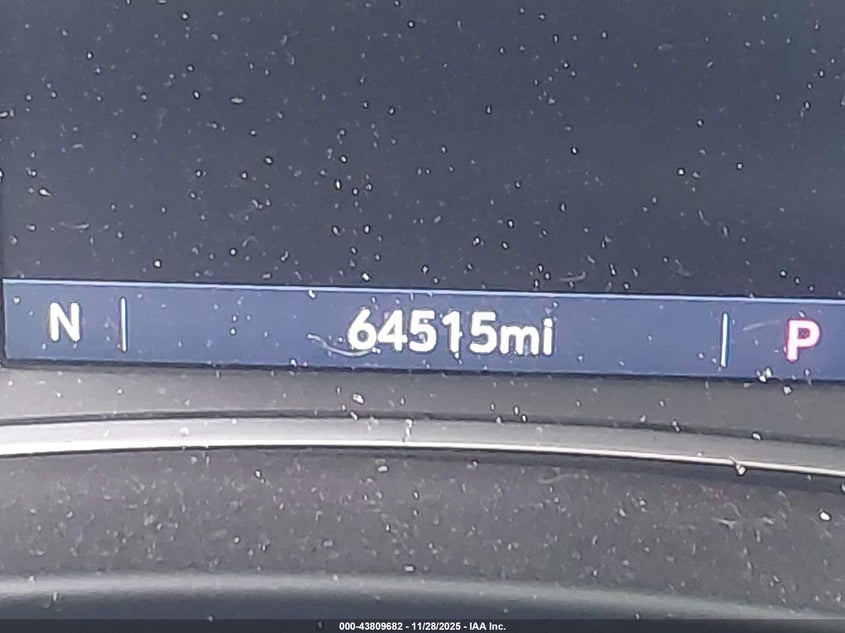 N | 64515mi | P
000-43809682 - 11/28/2025 - IAA Inc.